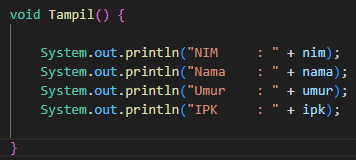 void Tampil() {
System.out.println("NIM    : " + nim);
System.out.println("Nama   : " + nama);
System.out.println("Umur   : " + umur);
System.out.println("IPK    : " + ipk);
}